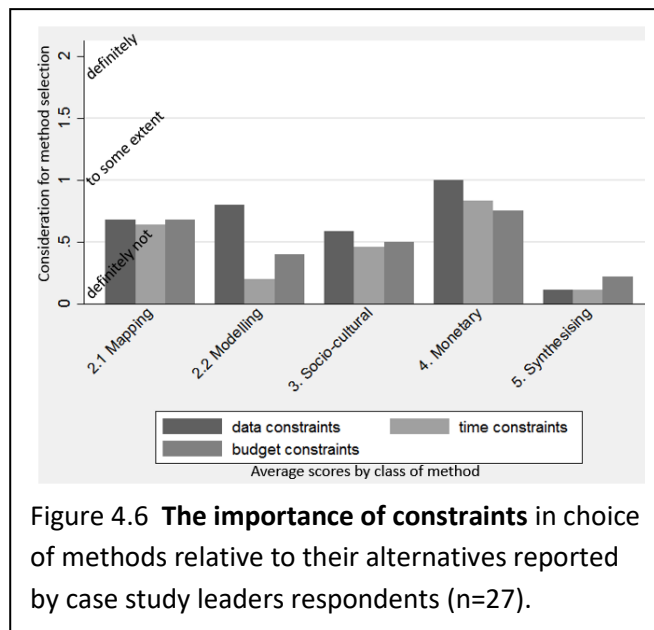 Consideration for method selection
2
1.5
1
.5
0
definitely
to some extent
definitely not
2.1 Mapping
2.2 Modelling
3. Socio-cultural
4. Monetary
5. Synthesising
data constraints
time constraints
budget constraints
Average scores by class of method
Figure 4.6 The importance of constraints in choice
of methods relative to their alternatives reported
by case study leaders respondents (n=27).